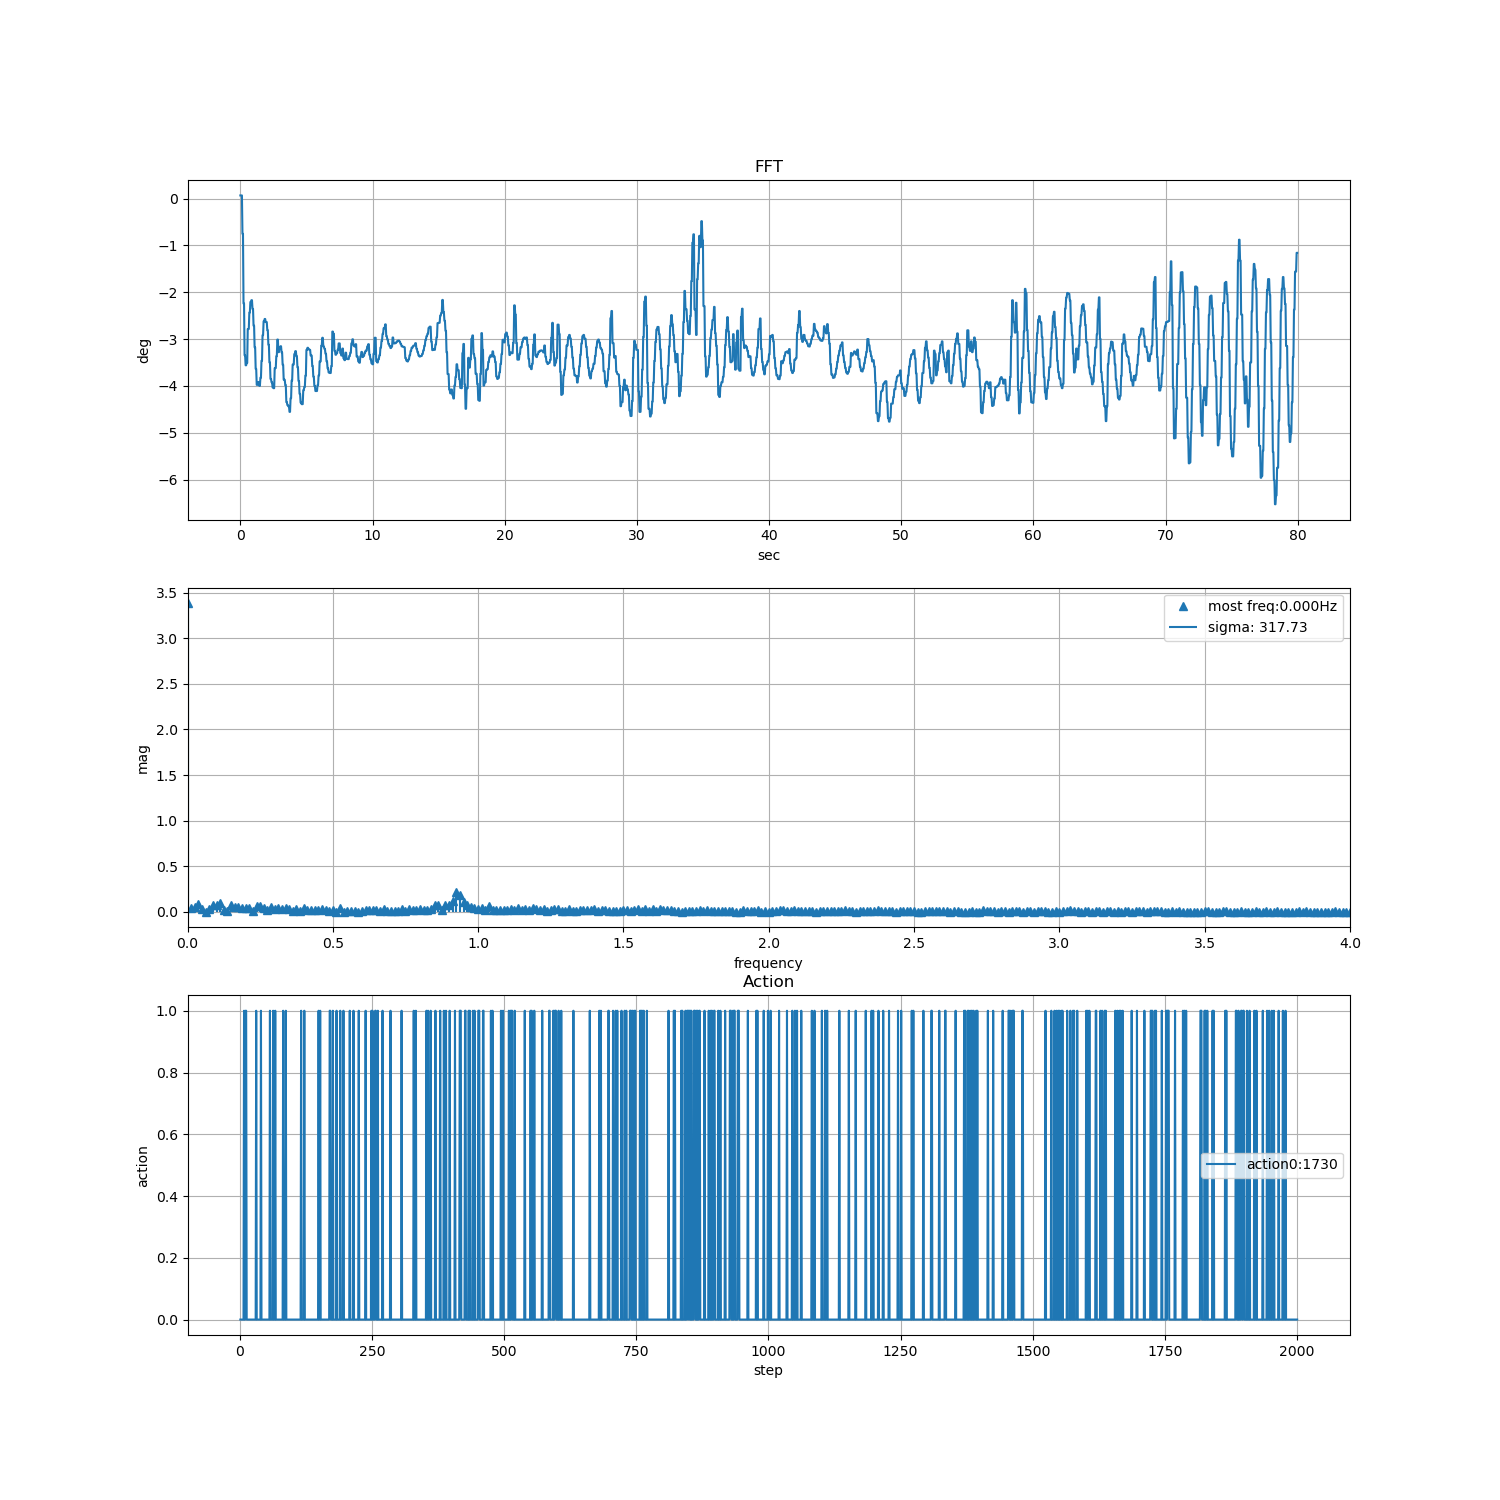 FFT
0
−1
−2
−3
−4
−5
−6
deg
0 10 20 30 40 50 60 70 80
sec
3.5
3.0
2.5
2.0
1.5
1.0
0.5
0.0
mag
most freq:0.000Hz
sigma: 317.73
0.0 0.5 1.0 1.5 2.0 2.5 3.0 3.5 4.0
frequency
Action
1.0
0.8
0.6
0.4
0.2
0.0
action
action0:1730
0 250 500 750 1000 1250 1500 1750 2000
step